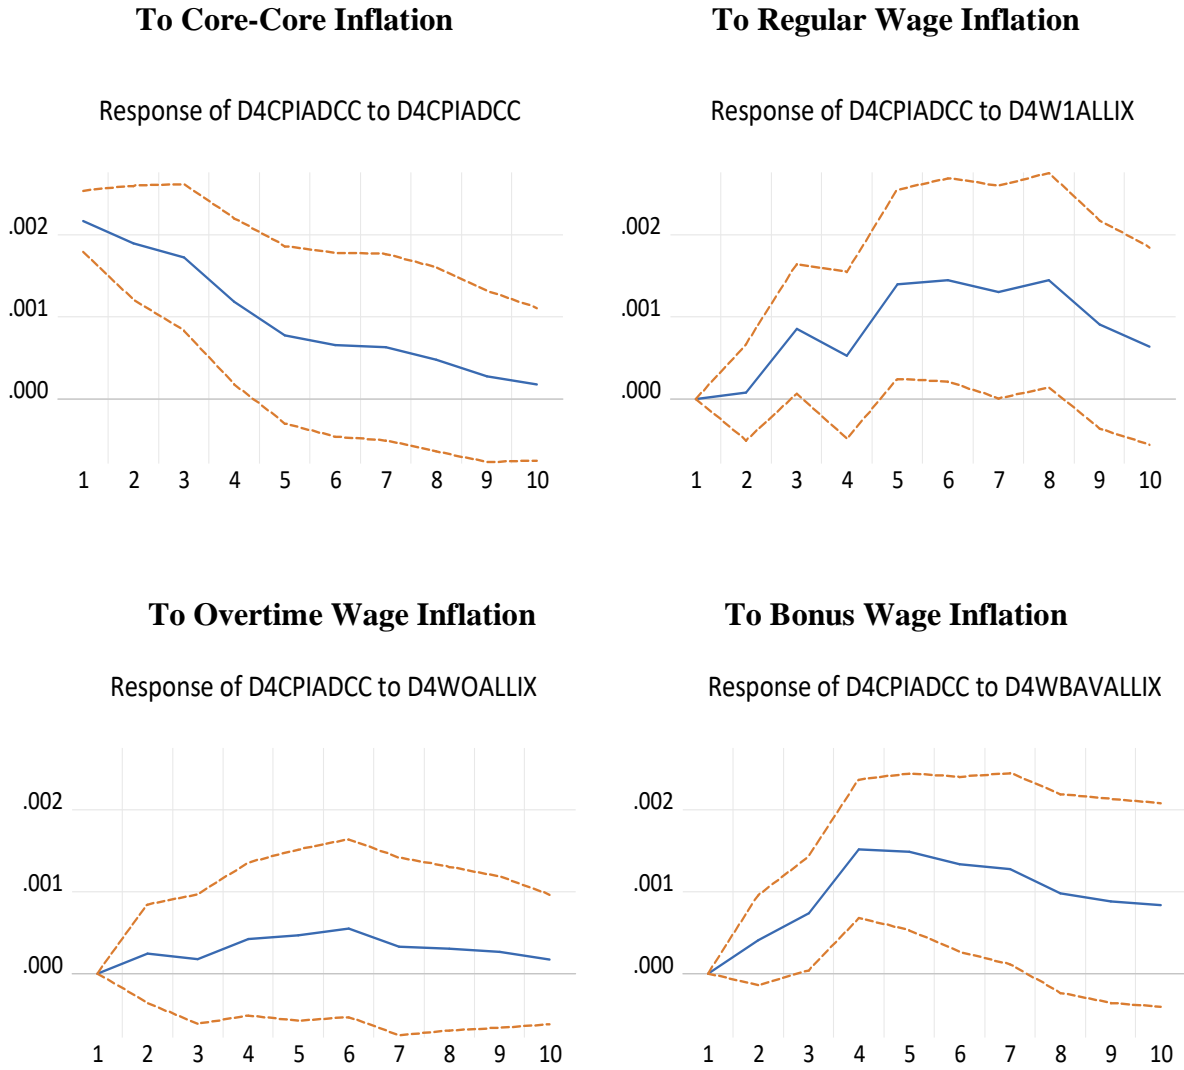 To Core-Core Inflation
Response of D4CPIADCC to D4CPIADCC
.002
.001
.000
1 2 3 4 5 6 7 8 9 10
To Regular Wage Inflation
Response of D4CPIADCC to D4W1ALLIX
.002
.001
.000
1 2 3 4 5 6 7 8 9 10
To Overtime Wage Inflation
Response of D4CPIADCC to D4WOALLIX
.002
.001
.000
1 2 3 4 5 6 7 8 9 10
To Bonus Wage Inflation
Response of D4CPIADCC to D4WBAVALLIX
.002
.001
.000
1 2 3 4 5 6 7 8 9 10